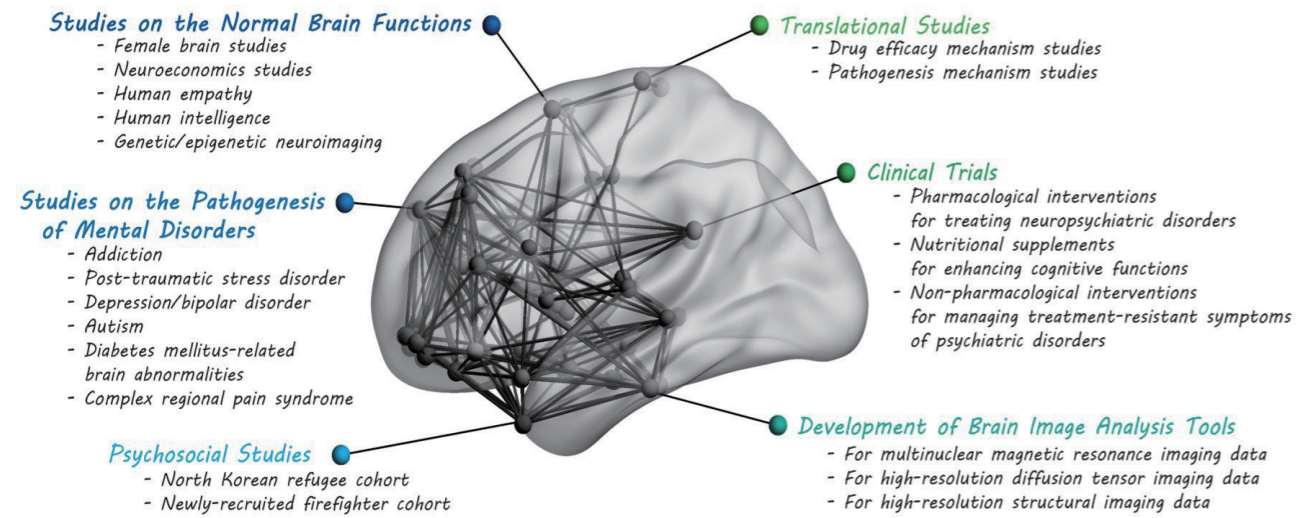 Studies on the Normal Brain Functions
- Female brain studies
- Neuroeconomics studies
- Human empathy
- Human intelligence
- Genetic/epigenetic neuroimaging
Studies on the Pathogenesis
of Mental Disorders
- Addiction
- Post-traumatic stress disorder
- Depression/bipolar disorder
- Autism
- Diabetes mellitus-related
brain abnormalities
- Complex regional pain syndrome
Psychosocial Studies
- North Korean refugee cohort
- Newly-recruited firefighter cohort
Translational Studies
- Drug efficacy mechanism studies
- Pathogenesis mechanism studies
Clinical Trials
- Pharmacological interventions
for treating neuropsychiatric disorders
- Nutritional supplements
for enhancing cognitive functions
- Non-pharmacological interventions
for managing treatment-resistant symptoms
of psychiatric disorders
Development of Brain Image Analysis Tools
- For multinuclear magnetic resonance imaging data
- For high-resolution diffusion tensor imaging data
- For high-resolution structural imaging data